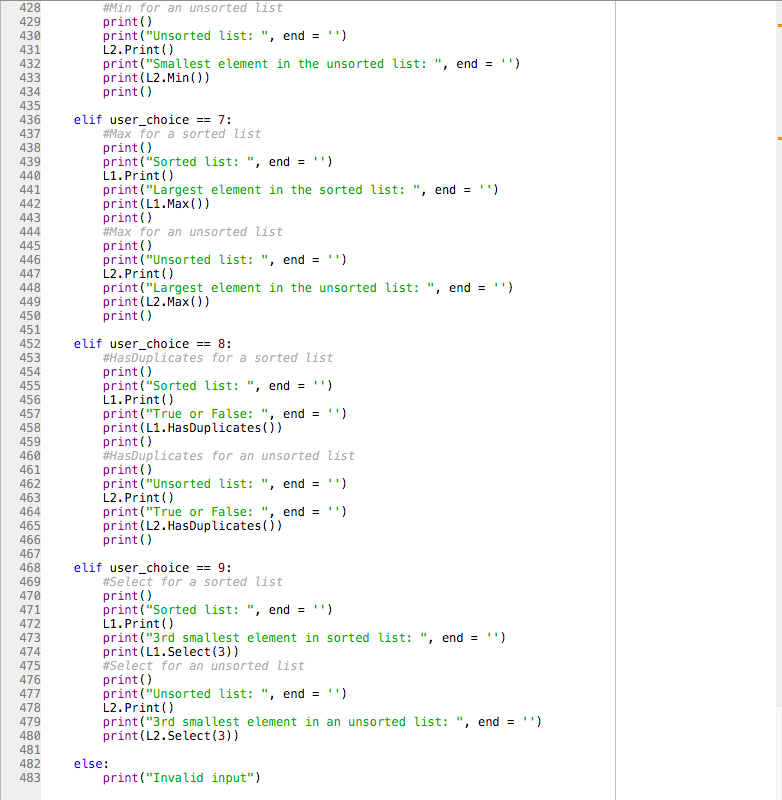 428 #Min for an unsorted list
429 print()
430 print("Unsorted list: ", end = '')
431 L2.Print()
432 print("Smallest element in the unsorted list: ", end = '')
433 print(L2.Min())
434 print()
435
436 elif user_choice == 7:
437 #Max for a sorted list
438 print()
439 print("Sorted list: ", end = '')
440 L1.Print()
441 print("Largest element in the sorted list: ", end = '')
442 print(L1.Max())
443 print()
444 #Max for an unsorted list
445 print()
446 print("Unsorted list: ", end = '')
447 L2.Print()
448 print("Largest element in the unsorted list: ", end = '')
449 print(L2.Max())
450 print()
451
452 elif user_choice == 8:
453 #HasDuplicates for a sorted list
454 print()
455 print("Sorted list: ", end = '')
456 L1.Print()
457 print("True or False: ", end = '')
458 print(L1.HasDuplicates())
459 print()
460 #HasDuplicates for an unsorted list
461 print()
462 print("Unsorted list: ", end = '')
463 L2.Print()
464 print("True or False: ", end = '')
465 print(L2.HasDuplicates())
466 print()
467
468 elif user_choice == 9:
469 #Select for a sorted list
470 print()
471 print("Sorted list: ", end = '')
472 L1.Print()
473 print("3rd smallest element in sorted list: ", end = '')
474 print(L1.Select(3))
475 #Select for an unsorted list
476 print()
477 print("Unsorted list: ", end = '')
478 L2.Print()
479 print("3rd smallest element in an unsorted list: ", end = '')
480 print(L2.Select(3))
481
482 else:
483 print("Invalid input")